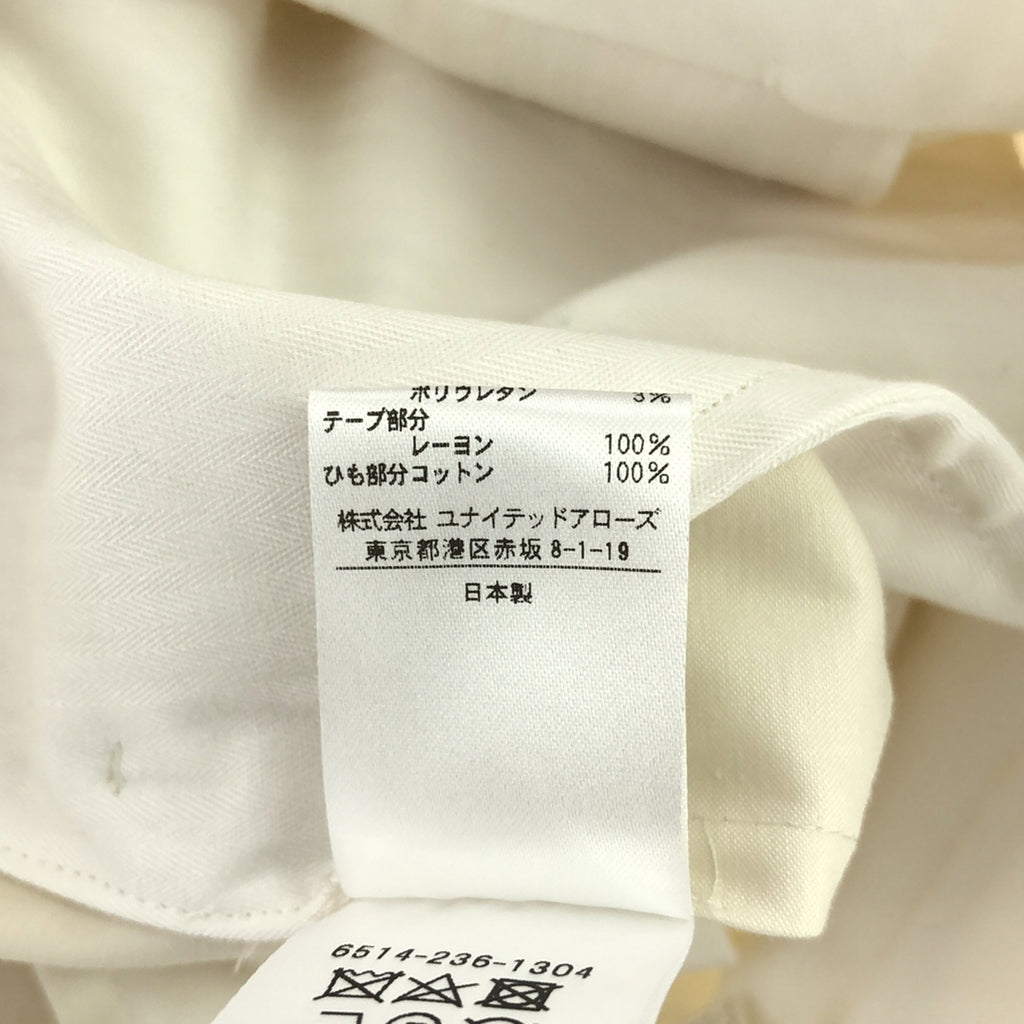 ポリウレタン 3%
テープ部分
レーヨン 100%
ひも部分コットン 100%
株式会社 ユナイテッドアローズ
東京都港区赤坂 8-1-19
日本製
6514-236-1304